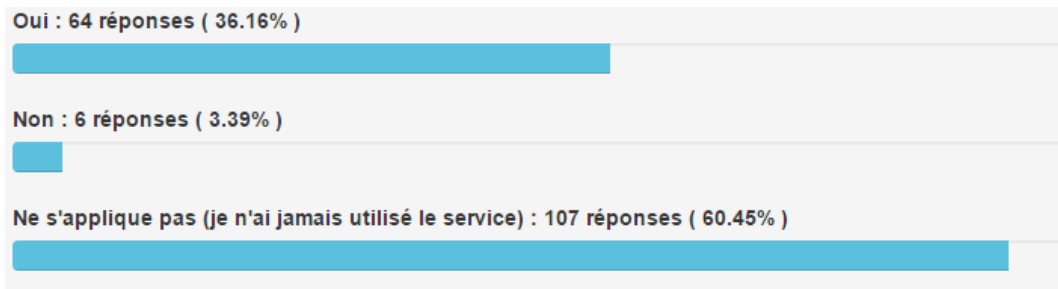 Oui : 64 réponses ( 36.16% )
Non : 6 réponses ( 3.39% )
Ne s'applique pas (je n'ai jamais utilisé le service) : 107 réponses ( 60.45% )